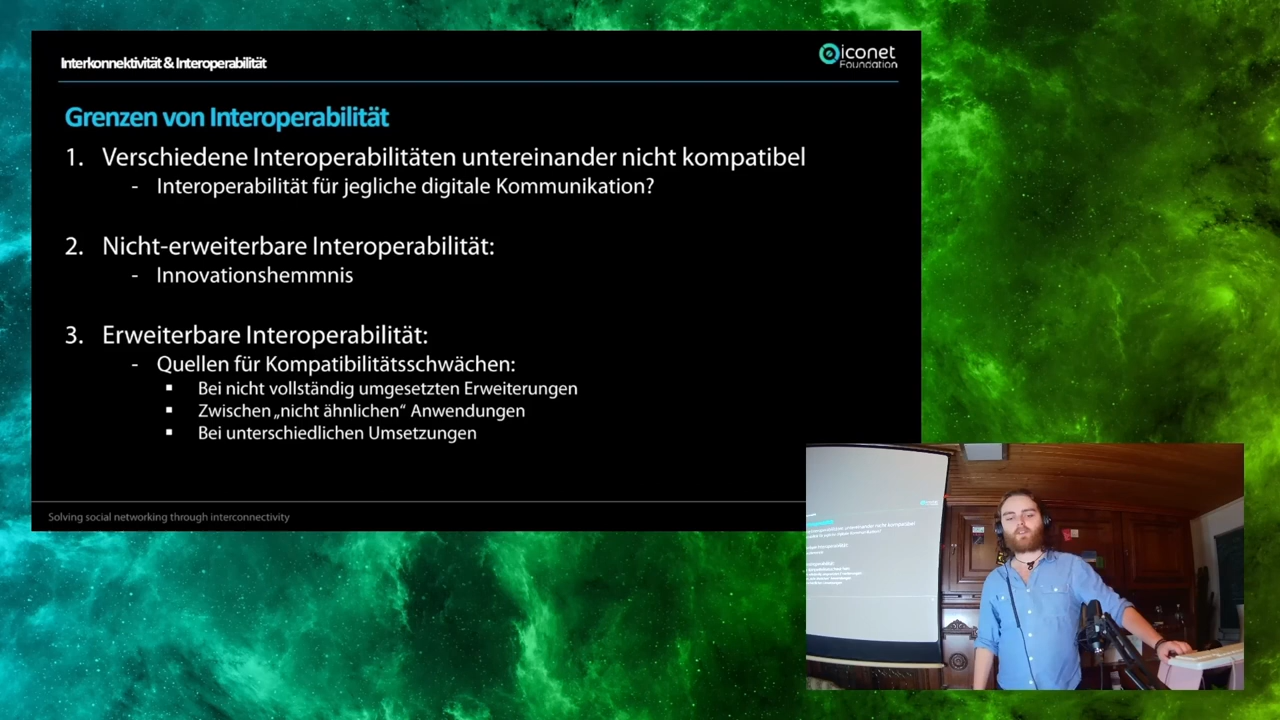 Interkonnektivität & Interoperabilität
iconet
Foundation
Grenzen von Interoperabilität
1. Verschiedene Interoperabilitäten untereinander nicht kompatibel
- Interoperabilität für jegliche digitale Kommunikation?
2. Nicht-erweiterbare Interoperabilität:
- Innovationshemmnis
3. Erweiterbare Interoperabilität:
- Quellen für Kompatibilitätsschwächen:
▪ Bei nicht vollständig umgesetzten Erweiterungen
▪ Zwischen „nicht ähnlichen“ Anwendungen
▪ Bei unterschiedlichen Umsetzungen
Solving social networking through interconnectivity